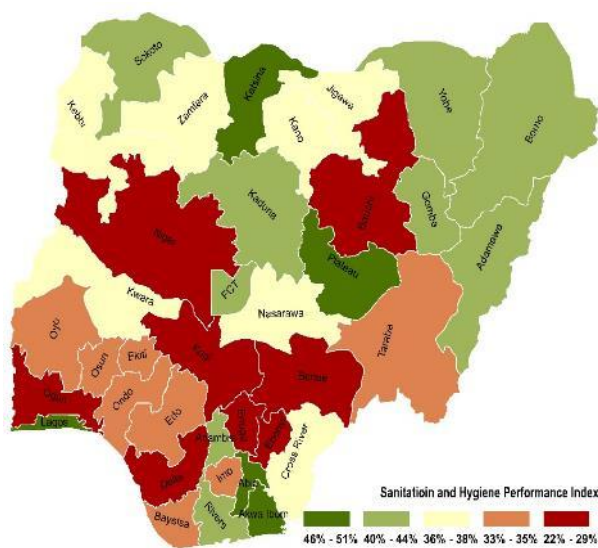 Sokoto
Katsina
Kebbi
Zamfara
Jigawa
Kano
Yobe
Borno
Bauchi
Gombe
Kaduna
Niger
Adamawa
Plateau
FCT
Kwara
Nasarawa
Taraba
Oyo
Kogi
Benue
Osun
Ekiti
Ogun
Ondo
Edo
Lagos
Cross River
Delta
Imo
Abia
Rivers
Akwa Ibom
Bayelsa
Sanitatioin and Hygiene Performance Index
46% - 51% 40% - 44% 36% - 38% 33% - 35% 22% - 29%